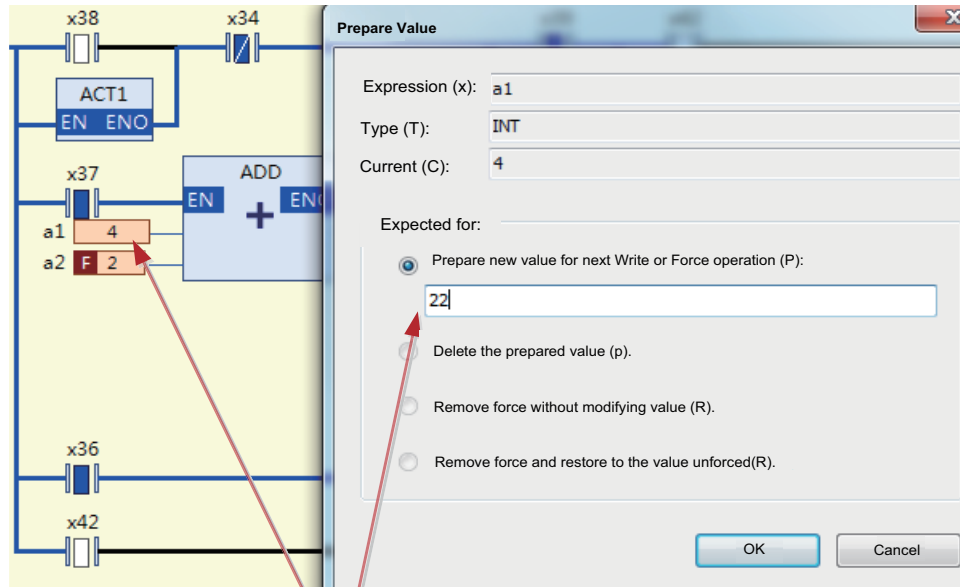 x38
x34
ACT1
EN ENO
x37
ADD
EN
a1 4
a2 F 2
x36
x42
Prepare Value
Expression (x): a1
Type (T): INT
Current (C): 4
Expected for:
Prepare new value for next Write or Force operation (P):
22
Delete the prepared value (p).
Remove force without modifying value (R).
Remove force and restore to the value unforced(R).
OK Cancel